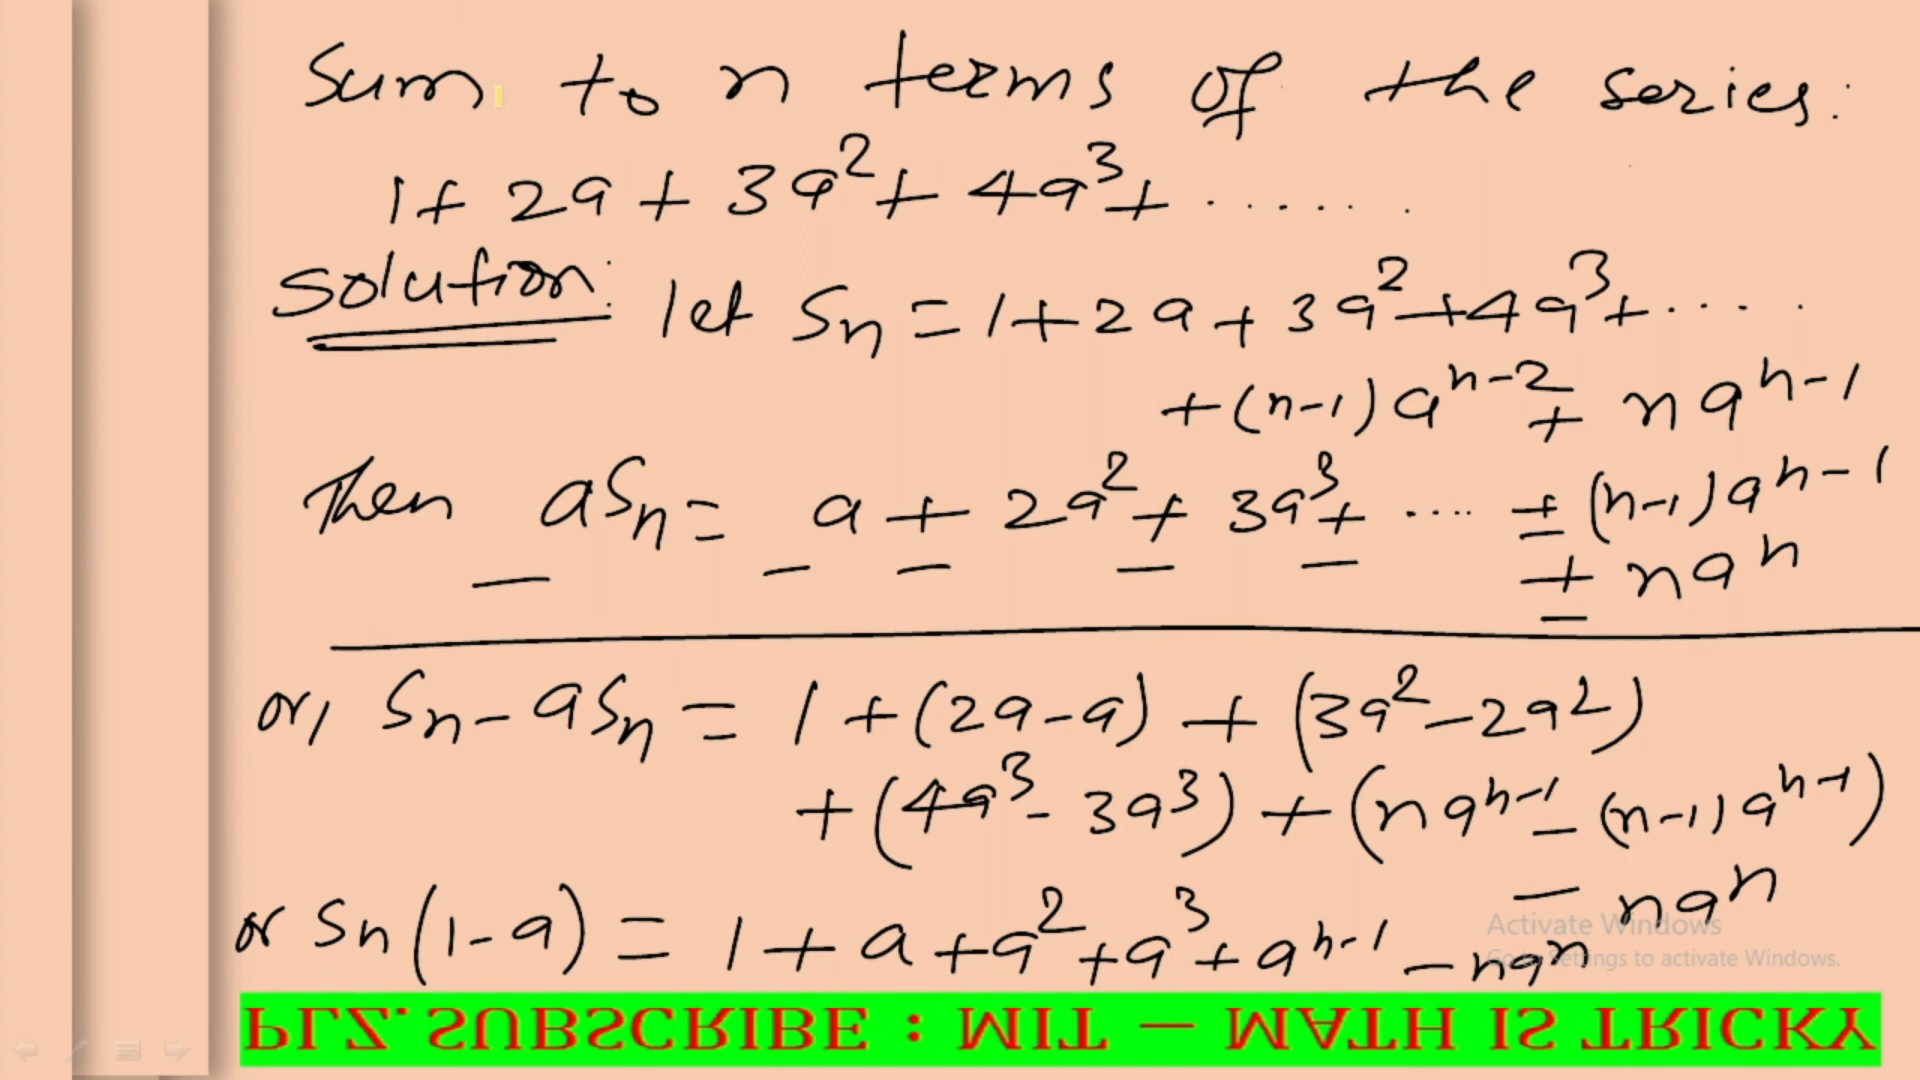 Sum to n terms of the series:
1+ 2a + 3a² + 4a³ + ......
Solution: let Sn = 1+2a+3a²+4a³+....
+(n-1)aⁿ⁻² + naⁿ⁻¹
Then aSn = a + 2a² + 3a³ + .... + (n-1)aⁿ⁻¹
+ naⁿ
or, Sn - aSn = 1 + (2a-a) + (3a² - 2a²)
+ (4a³ - 3a³) + (naⁿ⁻¹ - (n-1)aⁿ⁻¹)
- naⁿ
or Sn(1-a) = 1 + a + a² + a³ + aⁿ⁻¹ - naⁿ
Activate Windows
Go to Settings to activate Windows.
PLZ. SUBSCRIBE : MIT – MATH IS TRICKY